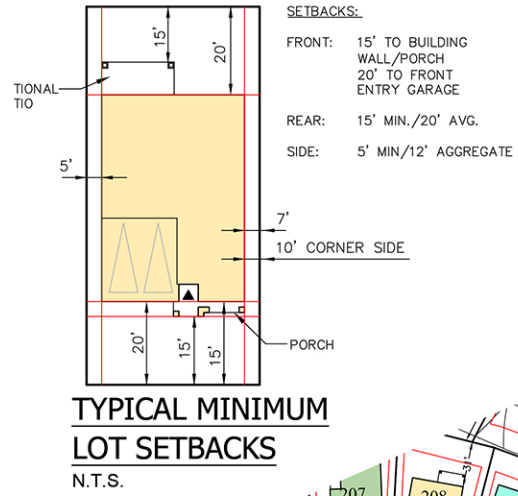 SETBACKS:
FRONT: 15' TO BUILDING
WALL/PORCH
20' TO FRONT
ENTRY GARAGE
REAR: 15' MIN./20' AVG.
SIDE: 5' MIN/12' AGGREGATE
15'
20'
TIONAL
TIO
5'
7'
10' CORNER SIDE
20'
15'
15'
PORCH
TYPICAL MINIMUM
LOT SETBACKS
N.T.S.
31'
207
208